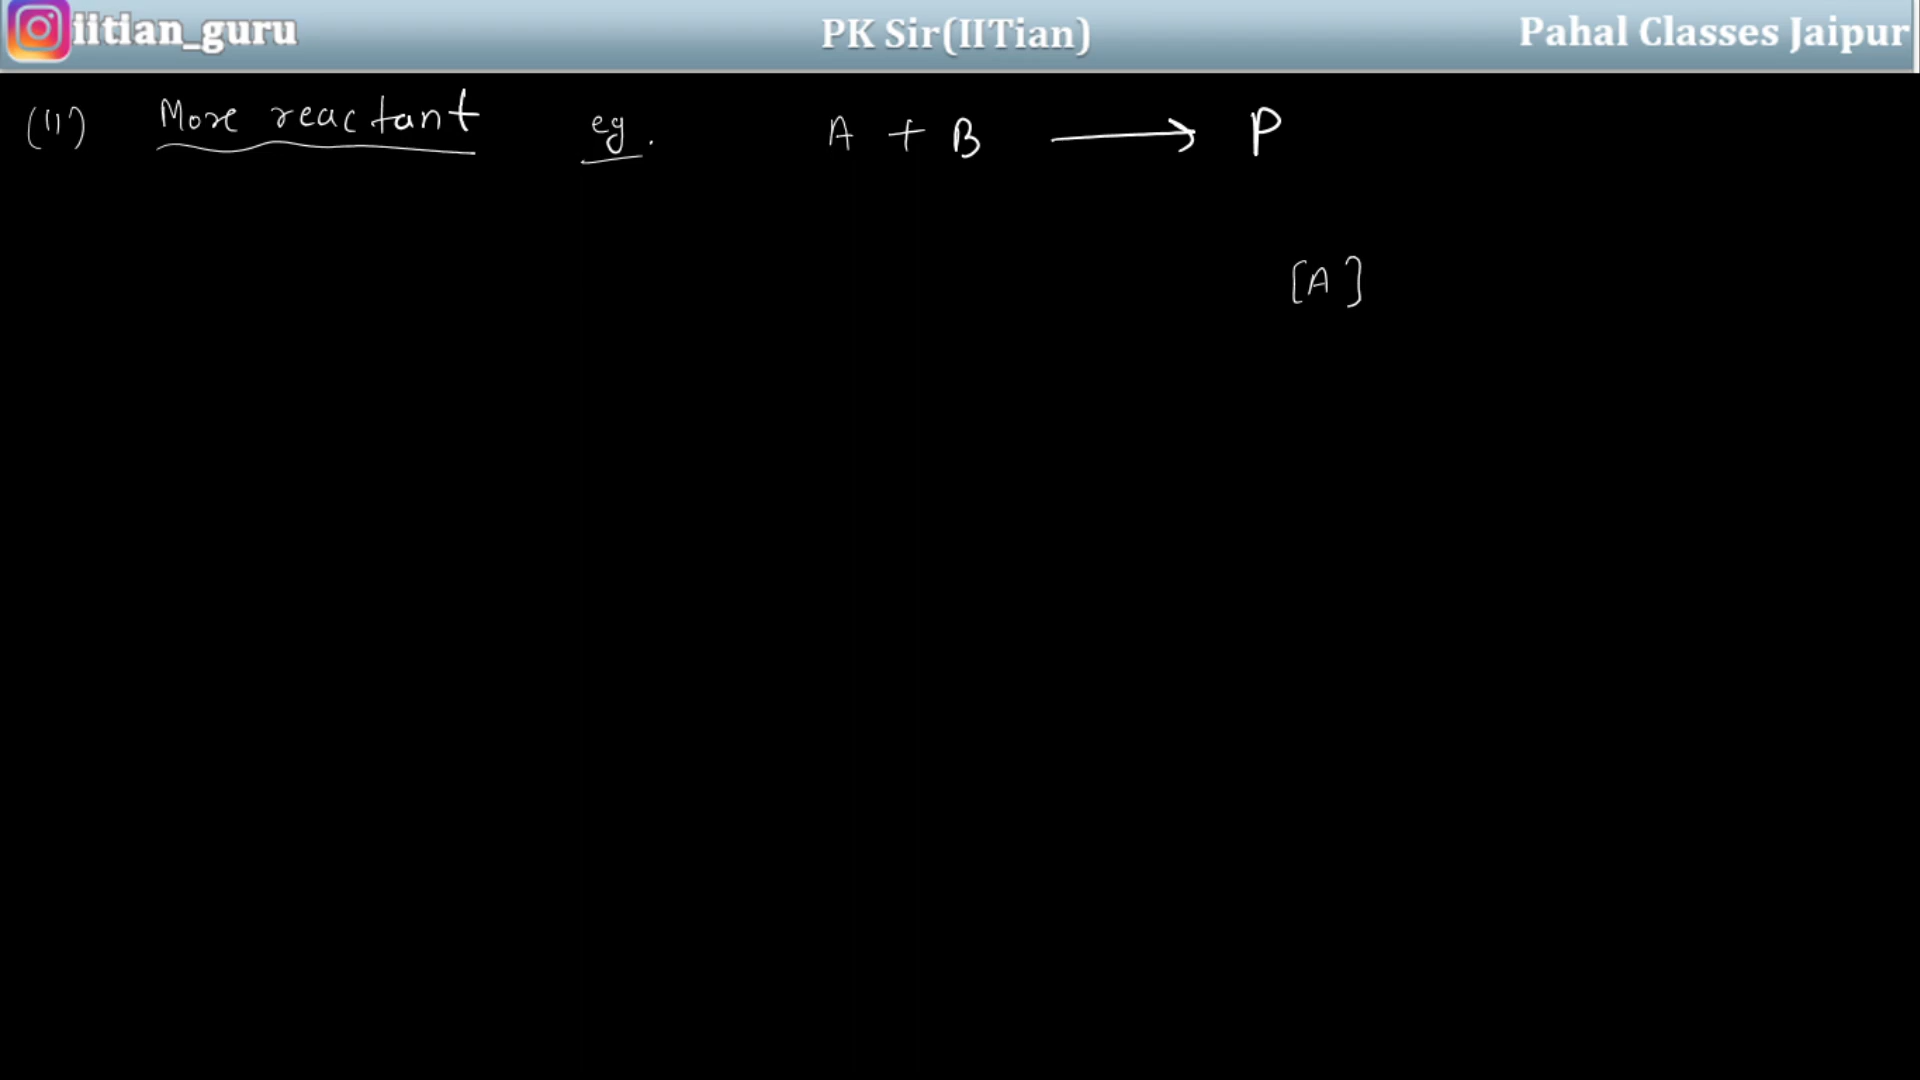 iitian_guru PK Sir(IITian) Pahal Classes Jaipur
(II) More reactant eg. A + B ⟶ P
[A]